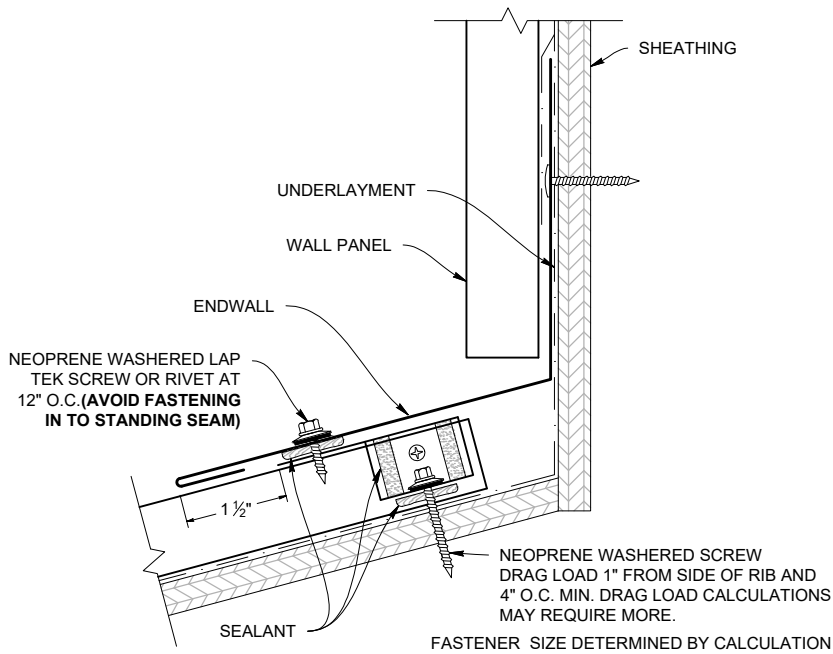 SHEATHING
UNDERLAYMENT
WALL PANEL
ENDWALL
NEOPRENE WASHERED LAP
TEK SCREW OR RIVET AT
12" O.C.(AVOID FASTENING
IN TO STANDING SEAM)
1 ½"
NEOPRENE WASHERED SCREW
DRAG LOAD 1" FROM SIDE OF RIB AND
4" O.C. MIN. DRAG LOAD CALCULATIONS
MAY REQUIRE MORE.
SEALANT
FASTENER SIZE DETERMINED BY CALCULATION